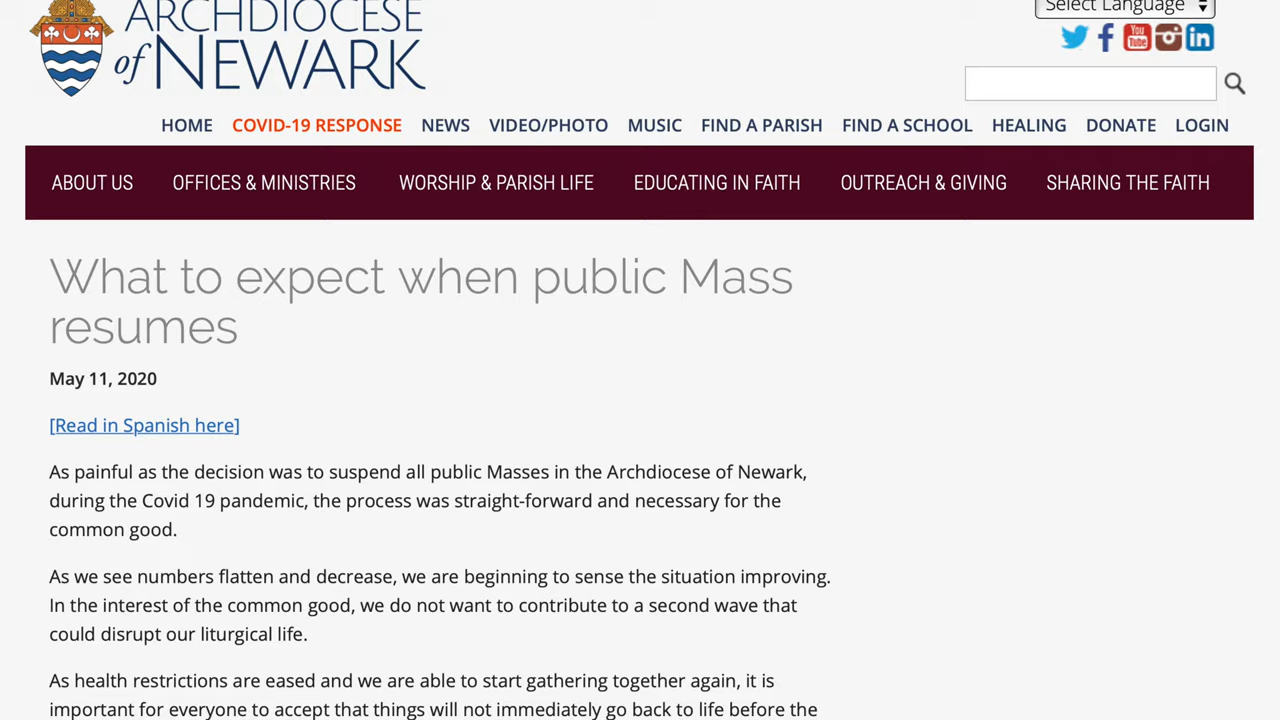 ARCHDIOCESE
Select Language
of NEWARK
HOME COVID-19 RESPONSE NEWS VIDEO/PHOTO MUSIC FIND A PARISH FIND A SCHOOL HEALING DONATE LOGIN
ABOUT US OFFICES & MINISTRIES WORSHIP & PARISH LIFE EDUCATING IN FAITH OUTREACH & GIVING SHARING THE FAITH
What to expect when public Mass
resumes
May 11, 2020
[Read in Spanish here]
As painful as the decision was to suspend all public Masses in the Archdiocese of Newark,
during the Covid 19 pandemic, the process was straight-forward and necessary for the
common good.
As we see numbers flatten and decrease, we are beginning to sense the situation improving.
In the interest of the common good, we do not want to contribute to a second wave that
could disrupt our liturgical life.
As health restrictions are eased and we are able to start gathering together again, it is
important for everyone to accept that things will not immediately go back to life before the